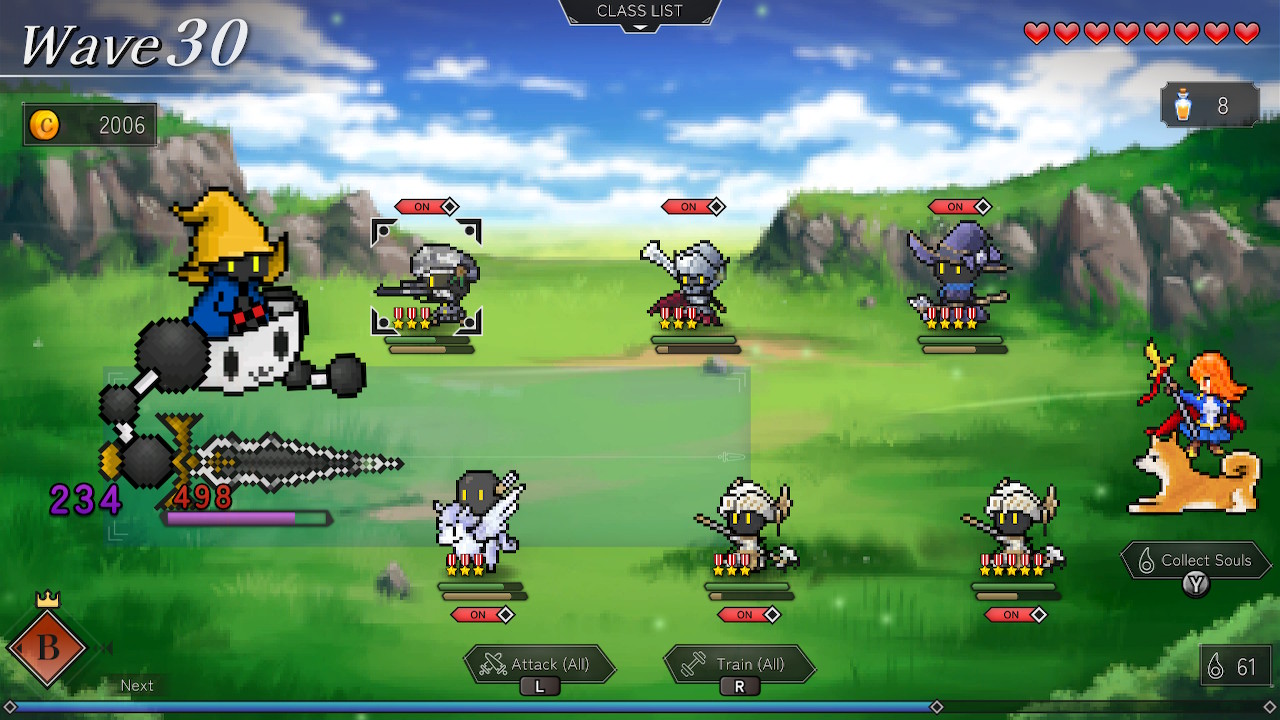 CLASS LIST
Wave 30
C 2006
8
ON
ON
ON
234
498
ON
ON
ON
Collect Souls
Y
B
Next
Attack (All)
L
Train (All)
R
61